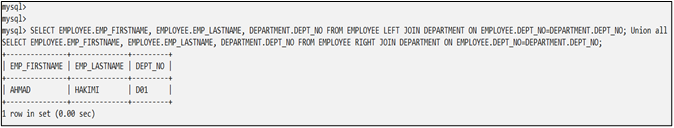 mysql>
mysql>
mysql> SELECT EMPLOYEE.EMP_FIRSTNAME, EMPLOYEE.EMP_LASTNAME, DEPARTMENT.DEPT_NO FROM EMPLOYEE LEFT JOIN DEPARTMENT ON EMPLOYEE.DEPT_NO=DEPARTMENT.DEPT_NO; Union all
SELECT EMPLOYEE.EMP_FIRSTNAME, EMPLOYEE.EMP_LASTNAME, DEPARTMENT.DEPT_NO FROM EMPLOYEE RIGHT JOIN DEPARTMENT ON EMPLOYEE.DEPT_NO=DEPARTMENT.DEPT_NO;
+---------------+--------------+---------+
| EMP_FIRSTNAME | EMP_LASTNAME | DEPT_NO |
+---------------+--------------+---------+
| AHMAD | HAKIMI | D01 |
+---------------+--------------+---------+
1 row in set (0.00 sec)